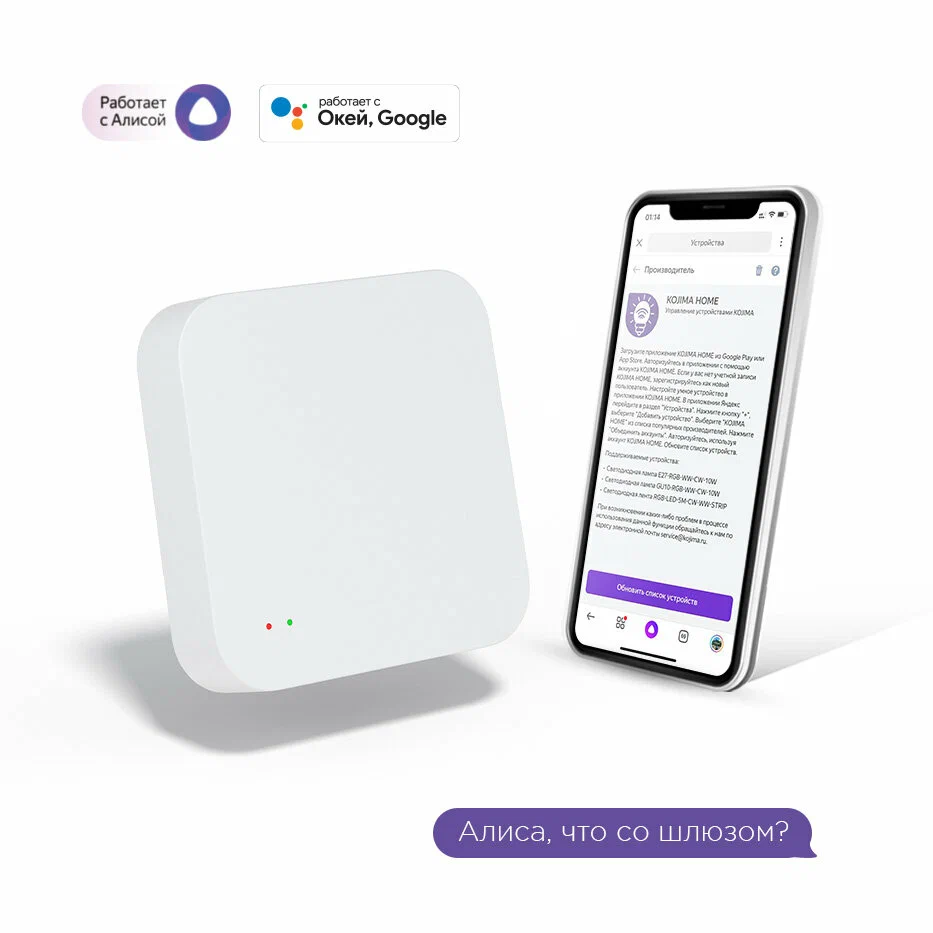 Работает
с Алисой
работает с
Окей, Google
01:14
Устройства
Производитель
KOJIMA HOME
Управление устройствами KOJIMA
Загрузите приложение KOJIMA HOME из Google Play или
App Store. Авторизуйтесь в приложении с помощью
аккаунта KOJIMA HOME. Если у вас нет учетной записи
KOJIMA HOME, зарегистрируйтесь как новый
пользователь. Настройте умное устройство в
приложении KOJIMA HOME. В приложении Яндекс
перейдите в раздел "Устройства". Нажмите кнопку "+",
выберите "Добавить устройство". Выберите "KOJIMA
HOME" из списка популярных производителей. Нажмите
"Объединить аккаунты". Авторизуйтесь, используя
аккаунт KOJIMA HOME. Обновите список устройств.
Поддерживаемые устройства:
- Светодиодная лампа E27-RGB-WW-CW-10W
- Светодиодная лампа GU10-RGB-WW-CW-10W
- Светодиодная лента RGB-LED-5M-CW-WW-STRIP
При возникновении каких-либо проблем в процессе
использования данной функции обращайтесь к нам по
адресу электронной почты service@kojima.ru.
Обновить список устройств
Алиса, что со шлюзом?